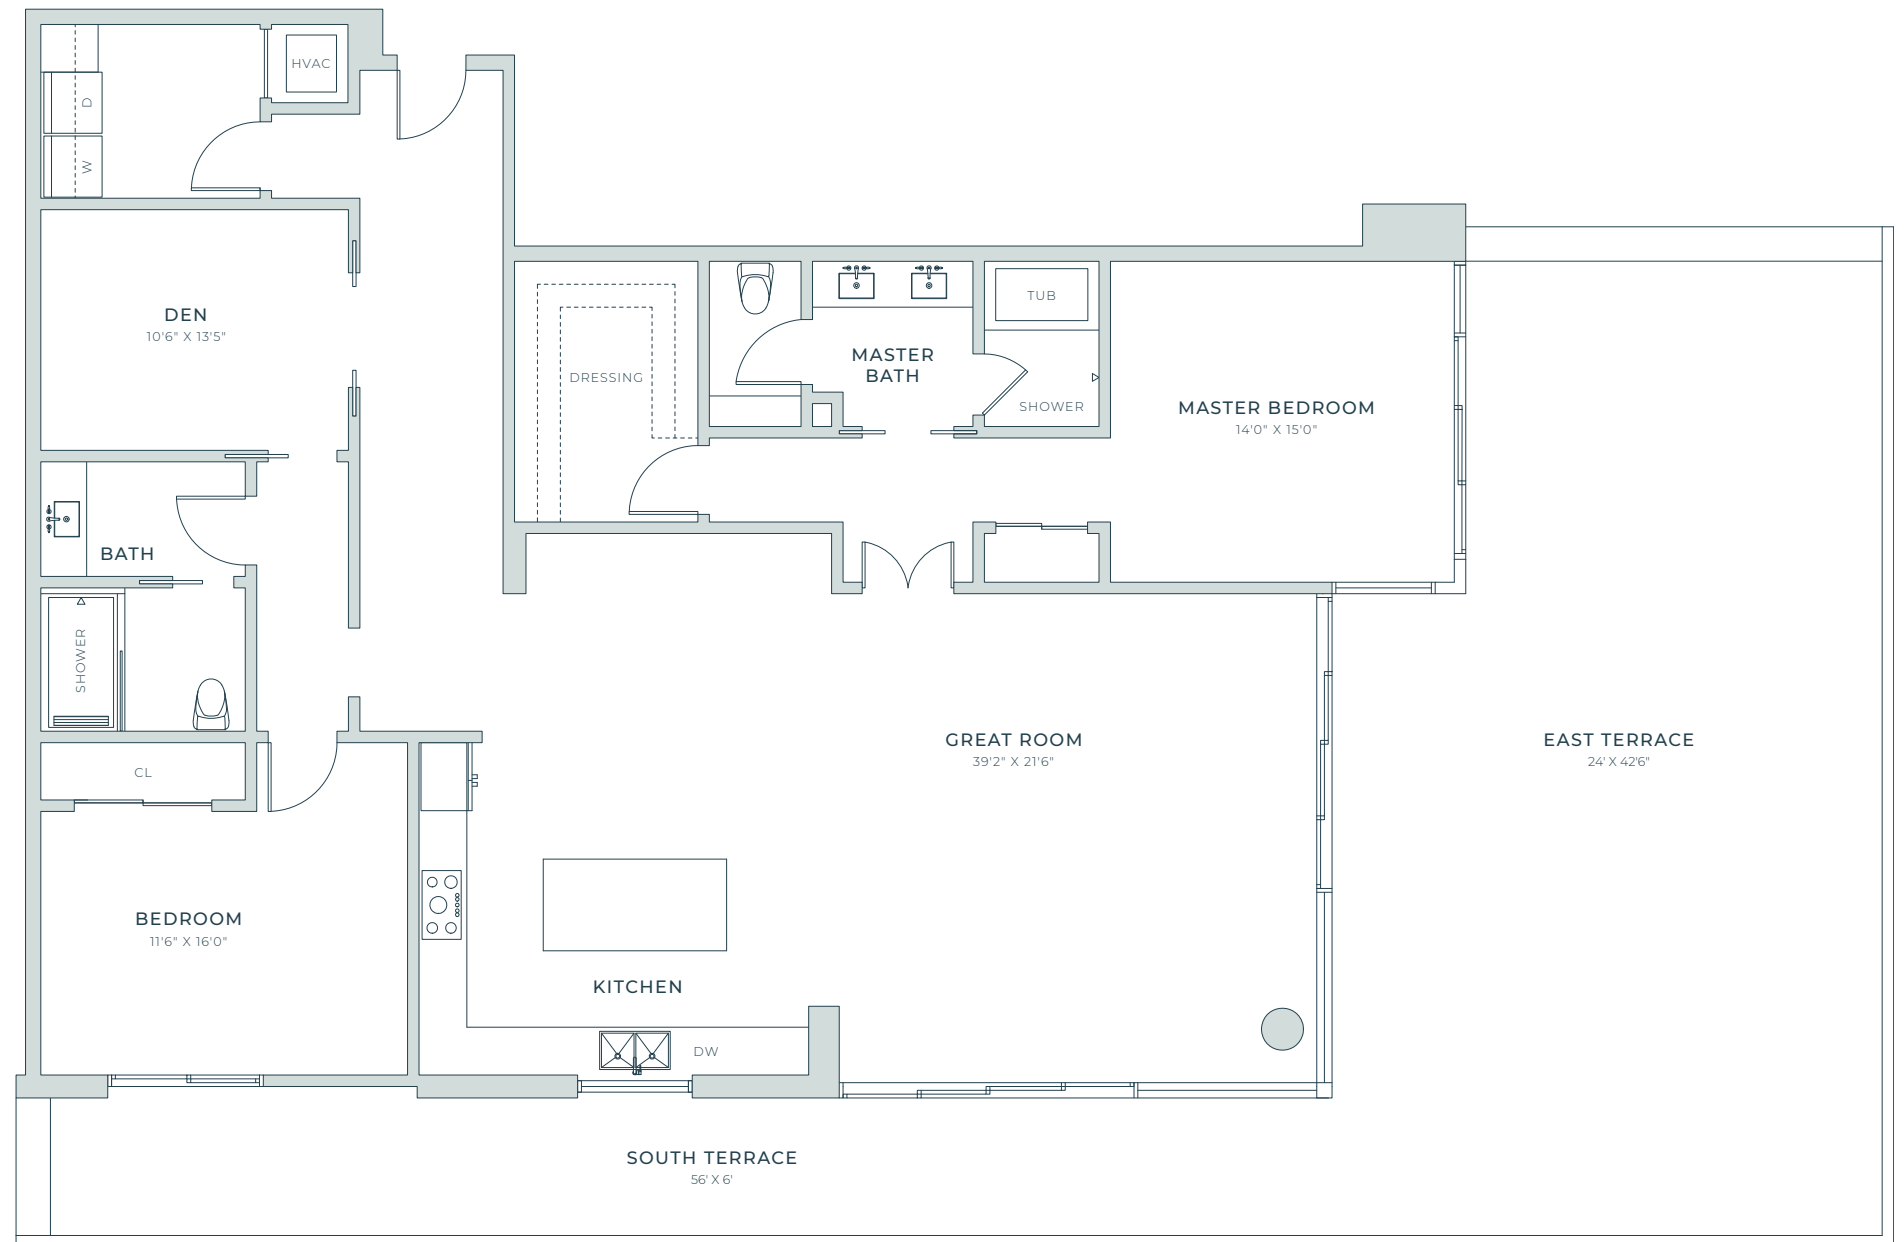 HVAC
D
W
DEN
10'6" X 13'5"
DRESSING
MASTER
BATH
TUB
SHOWER
MASTER BEDROOM
14'0" X 15'0"
BATH
SHOWER
CL
GREAT ROOM
39'2" X 21'6"
EAST TERRACE
24' X 42'6"
BEDROOM
11'6" X 16'0"
KITCHEN
DW
SOUTH TERRACE
56' X 6'